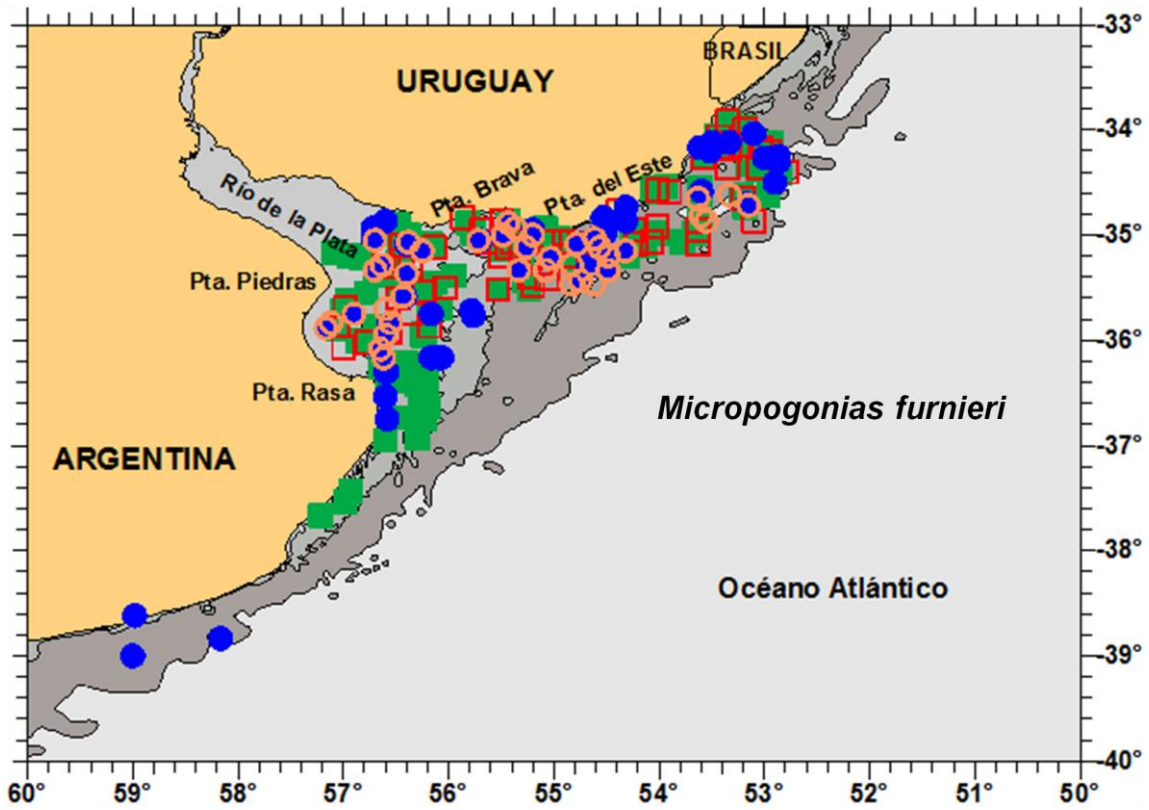 BRASIL
URUGUAY
Pta. Brava
Pta. del Este
Río de la Plata
Pta. Piedras
Pta. Rasa
Micropogonias furnieri
ARGENTINA
Océano Atlántico
-33°
-34°
-35°
-36°
-37°
-38°
-39°
-40°
60° 59° 58° 57° 56° 55° 54° 53° 52° 51° 50°